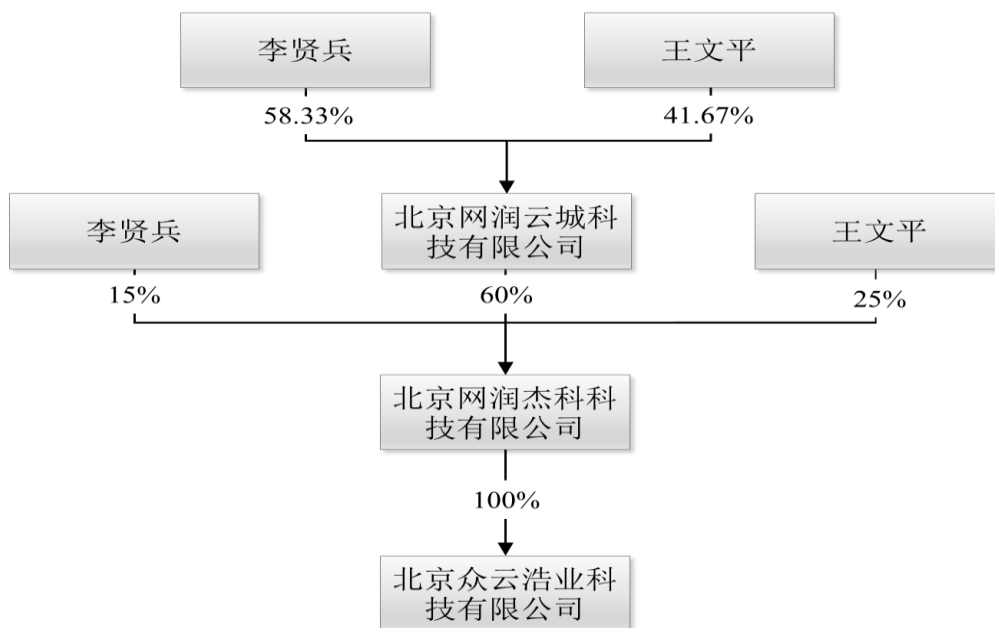 李贤兵
王文平
58.33%
41.67%
李贤兵
北京网润云城科
技有限公司
王文平
15%
60%
25%
北京网润杰科科
技有限公司
100%
北京众云浩业科
技有限公司